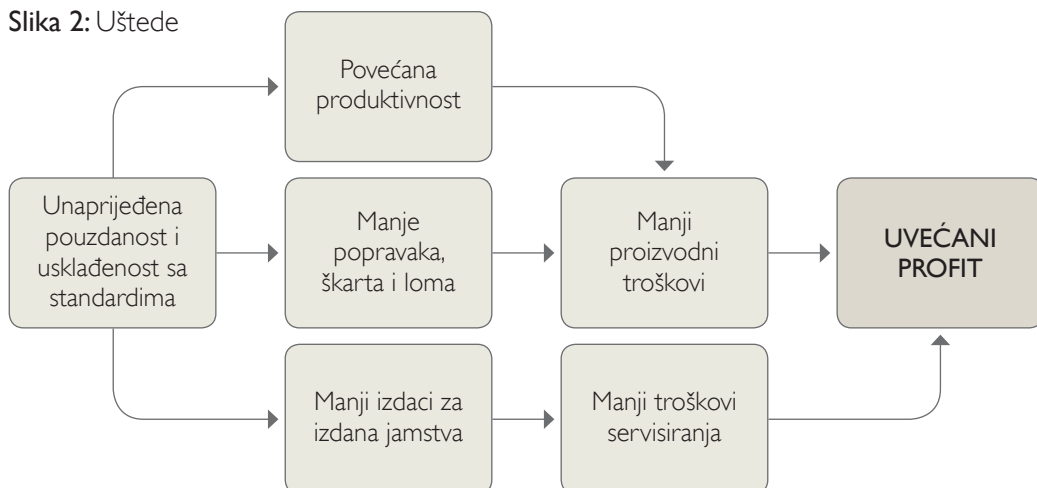 Slika 2: Uštede
Povećana
produktivnost
Unaprijeđena
pouzdanost i
usklađenost sa
standardima
Manje
popravaka,
škarta i loma
Manji
proizvodni
troškovi
UVEĆANI
PROFIT
Manji izdaci za
izdana jamstva
Manji troškovi
servisiranja